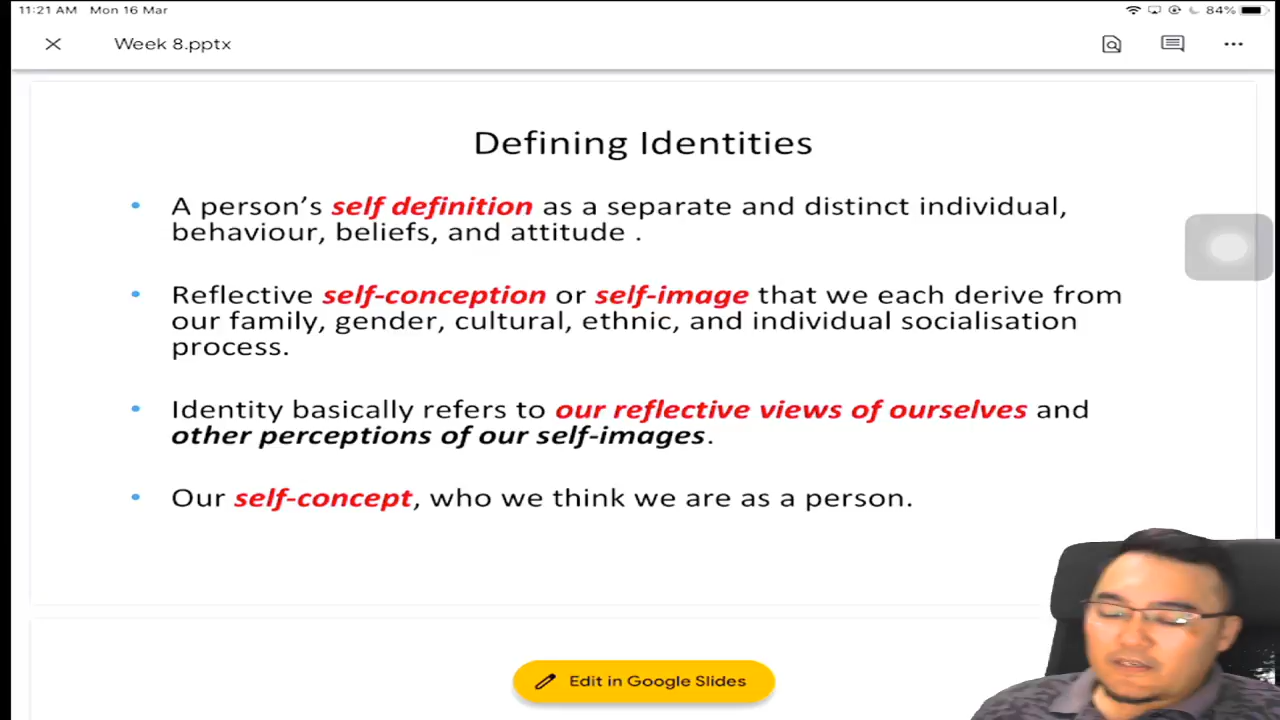 11:21 AM Mon 16 Mar
84%
Week 8.pptx
Defining Identities
• A person's self definition as a separate and distinct individual,
behaviour, beliefs, and attitude .
• Reflective self-conception or self-image that we each derive from
our family, gender, cultural, ethnic, and individual socialisation
process.
• Identity basically refers to our reflective views of ourselves and
other perceptions of our self-images.
• Our self-concept, who we think we are as a person.
Edit in Google Slides